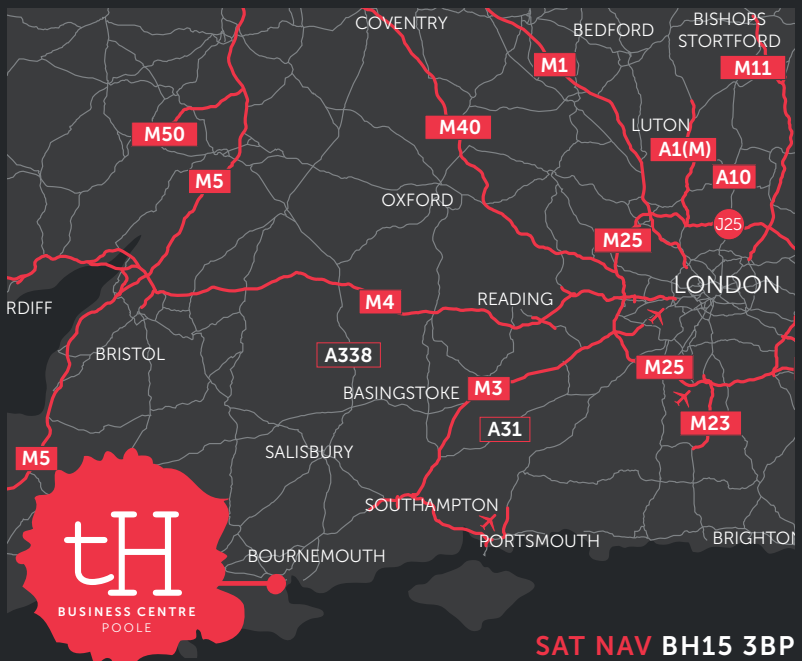 COVENTRY
BEDFORD
BISHOPS
STORTFORD
M1
M11
M50
M40
LUTON
A1(M)
M5
A10
OXFORD
J25
M25
LONDON
RDIFF
M4
READING
BRISTOL
A338
M25
BASINGSTOKE
M3
A31
M23
M5
SALISBURY
SOUTHAMPTON
PORTSMOUTH
BRIGHTON
BOURNEMOUTH
tH
BUSINESS CENTRE
POOLE
SAT NAV BH15 3BP